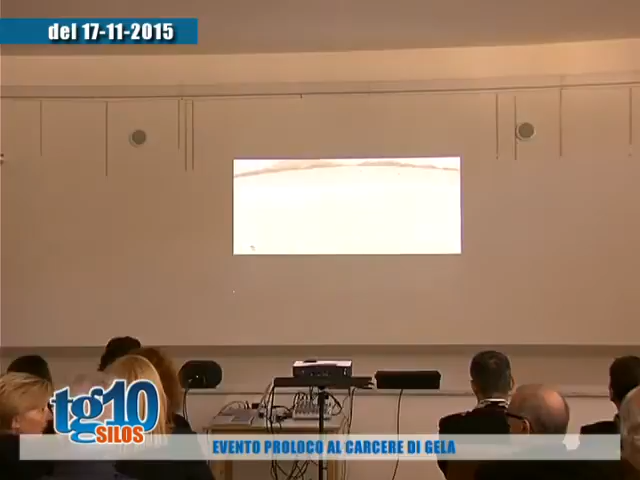 del 17-11-2015
tg10
SILOS
EVENTO PROLOCO AL CARCERE DI GELA